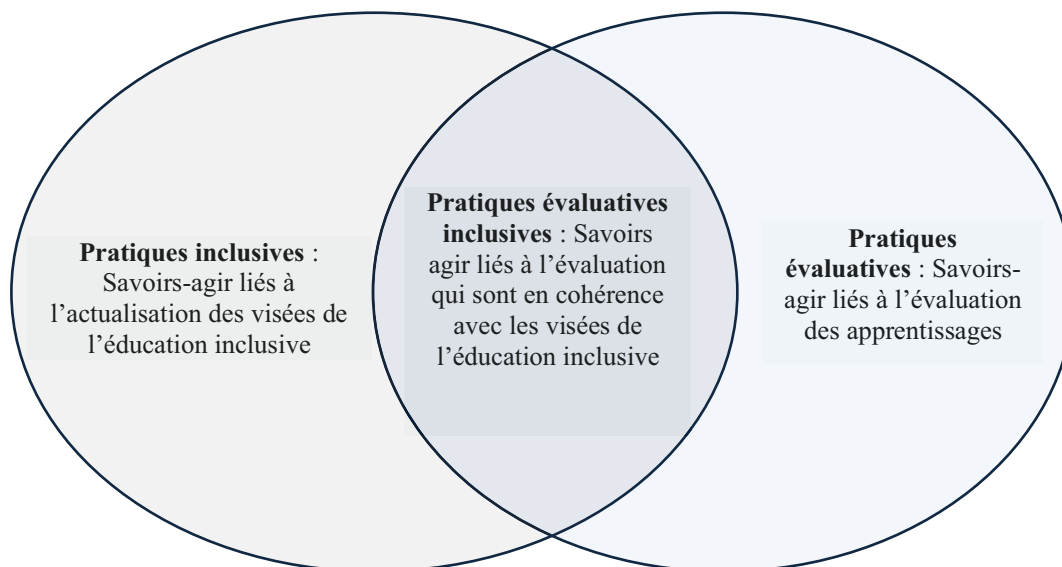 Pratiques inclusives :
Savoirs-agir liés à
l’actualisation des visées de
l’éducation inclusive
Pratiques évaluatives
inclusives : Savoirs
agir liés à l’évaluation
qui sont en cohérence
avec les visées de
l’éducation inclusive
Pratiques
évaluatives : Savoirs-
agir liés à l’évaluation
des apprentissages